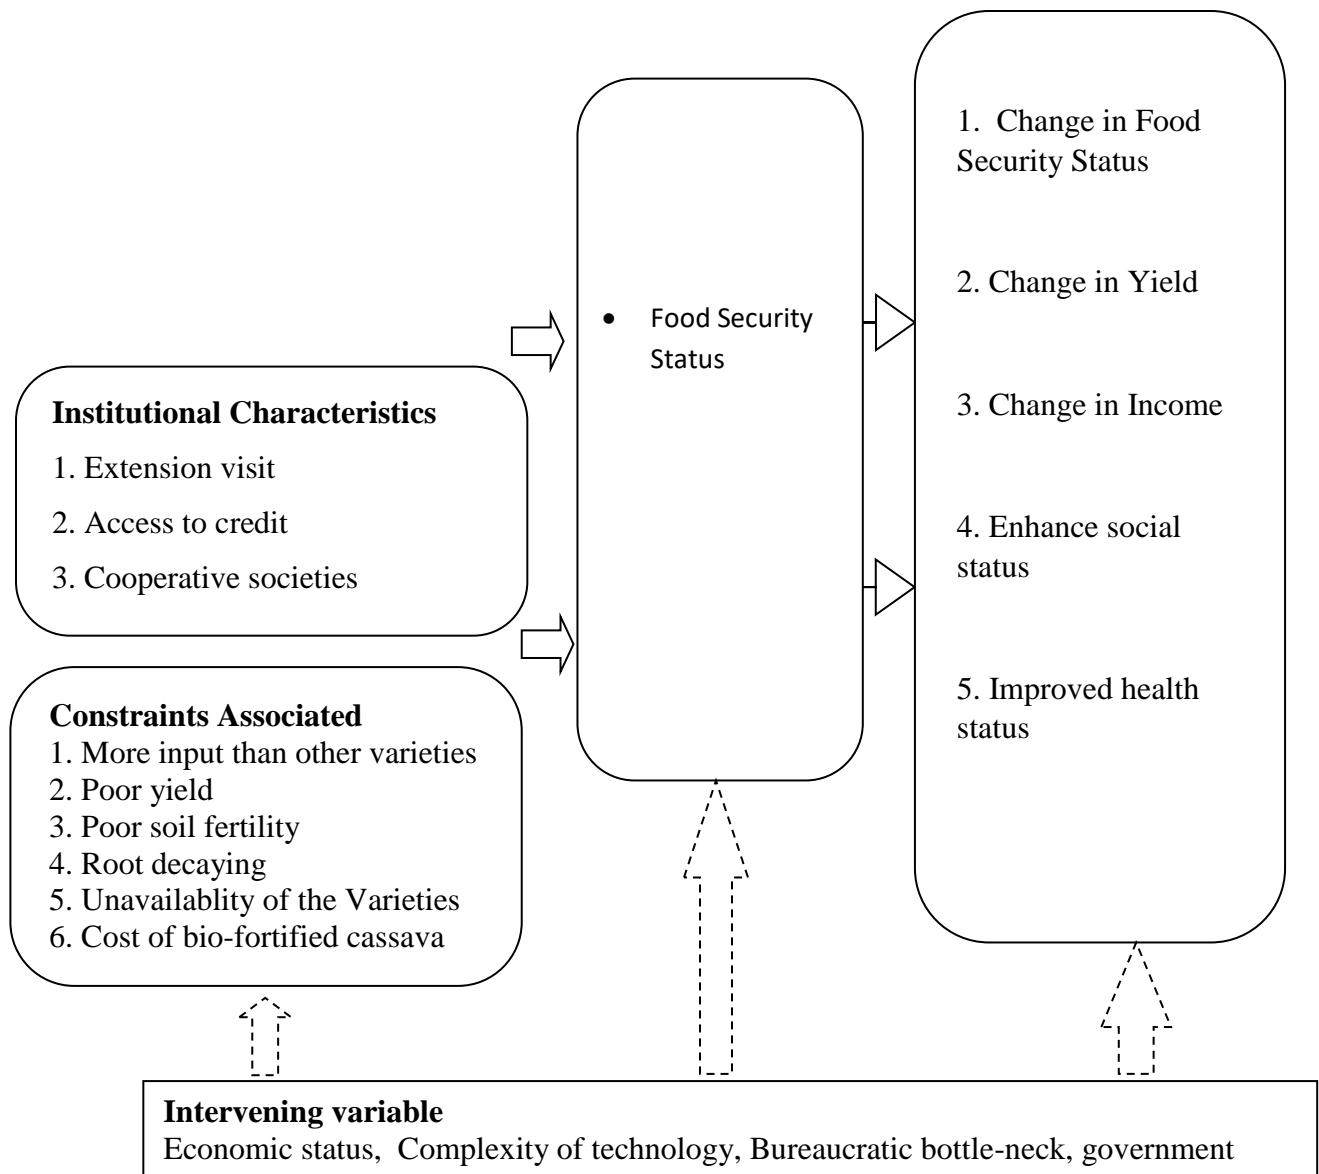 Institutional Characteristics
1. Extension visit
2. Access to credit
3. Cooperative societies
Constraints Associated
1. More input than other varieties
2. Poor yield
3. Poor soil fertility
4. Root decaying
5. Unavailablity of the Varieties
6. Cost of bio-fortified cassava
• Food Security
Status
1. Change in Food
Security Status
2. Change in Yield
3. Change in Income
4. Enhance social
status
5. Improved health
status
Intervening variable
Economic status, Complexity of technology, Bureaucratic bottle-neck, government